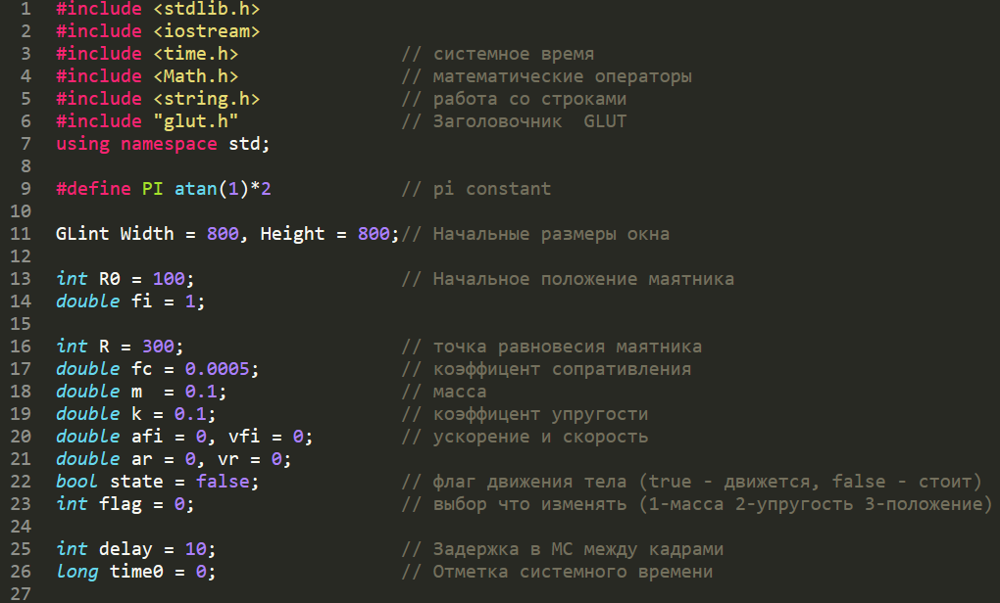 1 #include <stdlib.h>
2 #include <iostream>
3 #include <time.h> // системное время
4 #include <Math.h> // математические операторы
5 #include <string.h> // работа со строками
6 #include "glut.h" // Заголовочник  GLUT
7 using namespace std;
8
9 #define PI atan(1)*2 // pi constant
10
11 GLint Width = 800, Height = 800;// Начальные размеры окна
12
13 int R0 = 100; // Начальное положение маятника
14 double fi = 1;
15
16 int R = 300; // точка равновесия маятника
17 double fc = 0.0005; // коэффицент сопративления
18 double m  = 0.1; // масса
19 double k = 0.1; // коэффицент упругости
20 double afi = 0, vfi = 0; // ускорение и скорость
21 double ar = 0, vr = 0;
22 bool state = false; // флаг движения тела (true - движется, false - стоит)
23 int flag = 0; // выбор что изменять (1-масса 2-упругость 3-положение)
24
25 int delay = 10; // Задержка в МС между кадрами
26 long time0 = 0; // Отметка системного времени
27